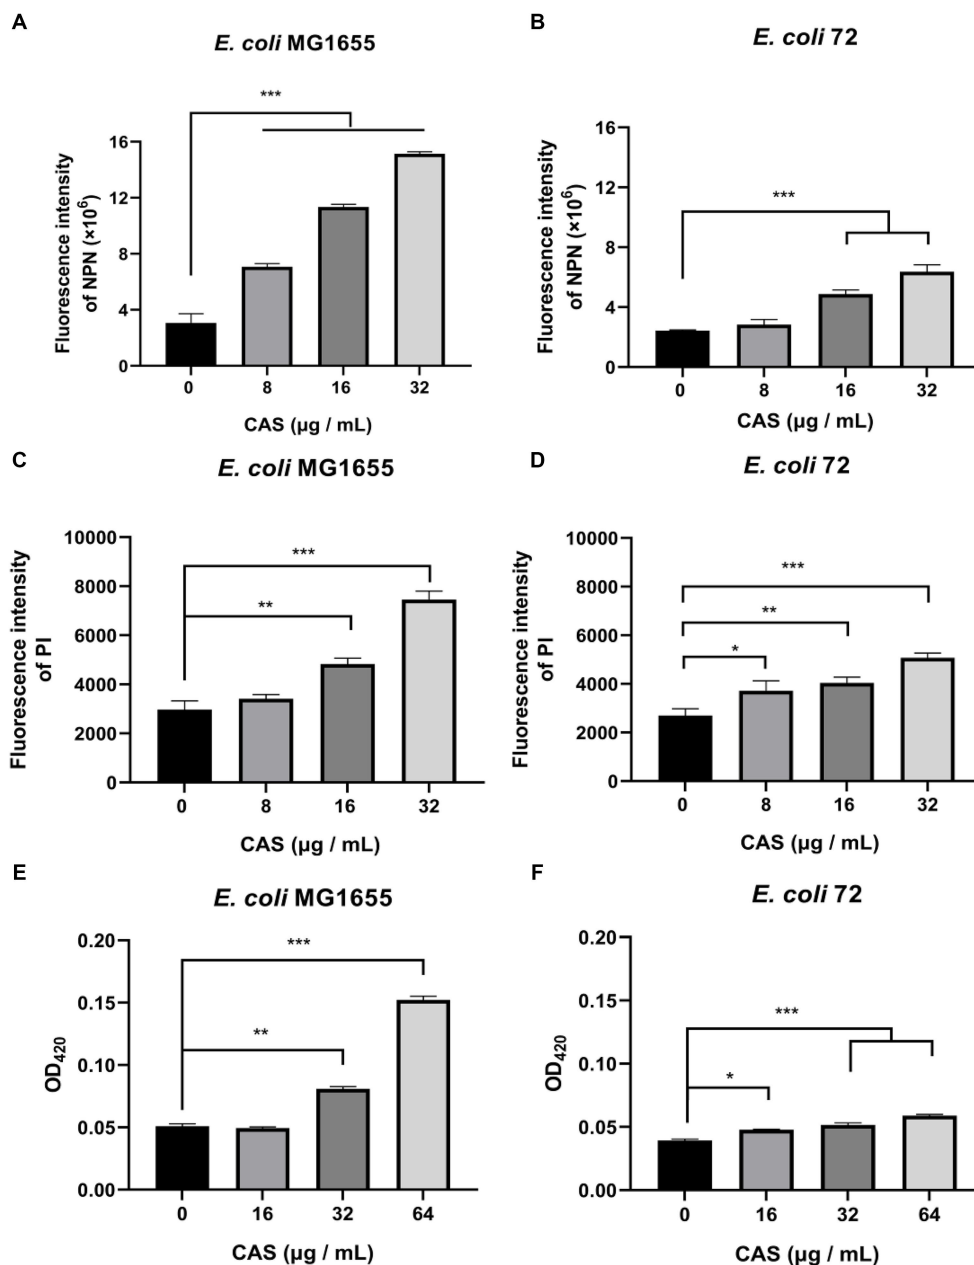 A
E. coli MG1655
***
Fluorescence intensity
of NPN (×10⁶)
16
12
8
4
0
0 8 16 32
CAS (µg / mL)
B
E. coli 72
***
Fluorescence intensity
of NPN (×10⁶)
16
12
8
4
0
0 8 16 32
CAS (µg / mL)
C
E. coli MG1655
***
**
Fluorescence intensity
of PI
10000
8000
6000
4000
2000
0
0 8 16 32
CAS (µg / mL)
D
E. coli 72
***
**
*
Fluorescence intensity
of PI
10000
8000
6000
4000
2000
0
0 8 16 32
CAS (µg / mL)
E
E. coli MG1655
***
**
OD₄₂₀
0.20
0.15
0.10
0.05
0.00
0 16 32 64
CAS (µg / mL)
F
E. coli 72
***
*
OD₄₂₀
0.20
0.15
0.10
0.05
0.00
0 16 32 64
CAS (µg / mL)